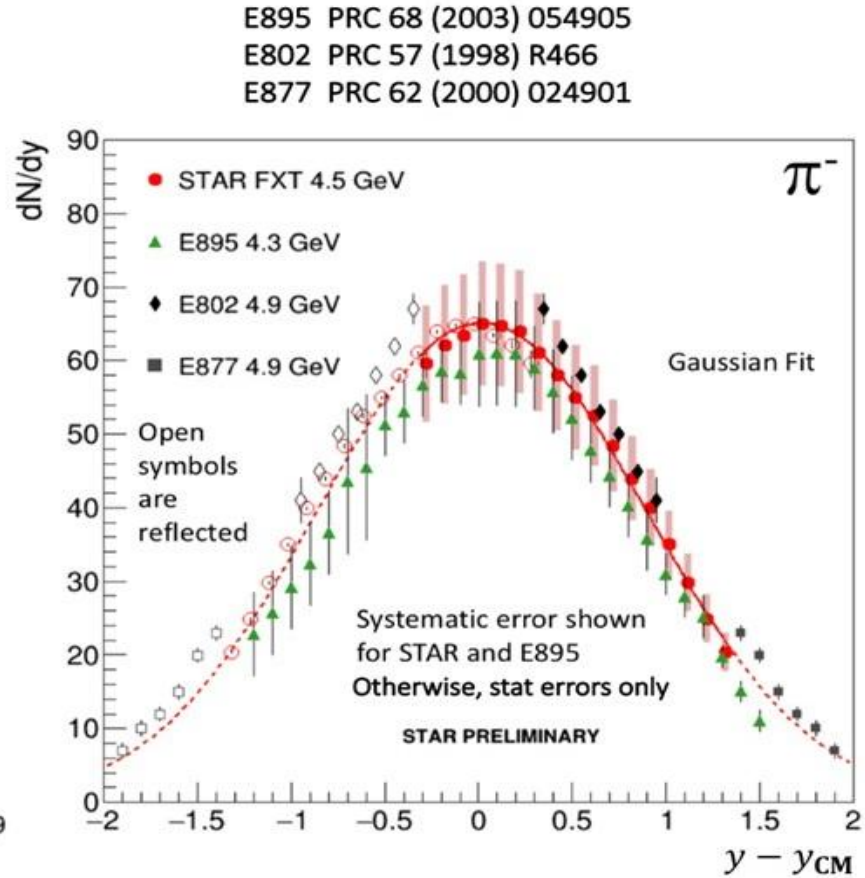 E895 PRC 68 (2003) 054905
E802 PRC 57 (1998) R466
E877 PRC 62 (2000) 024901
dN/dy
90
80
70
60
50
40
30
20
10
0
π⁻
STAR FXT 4.5 GeV
E895 4.3 GeV
E802 4.9 GeV
E877 4.9 GeV
Gaussian Fit
Open
symbols
are
reflected
Systematic error shown
for STAR and E895
Otherwise, stat errors only
STAR PRELIMINARY
9
−2 −1.5 −1 −0.5 0 0.5 1 1.5 2
y − yCM